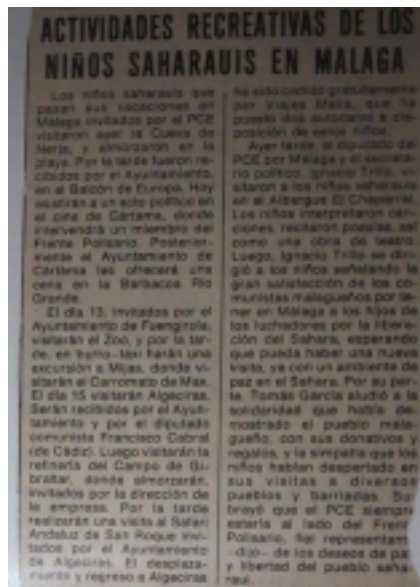 ACTIVIDADES RECREATIVAS DE LOS
NIÑOS SAHARAUIS EN MALAGA
Los niños saharauis que
pasan sus vacaciones en
Málaga invitados por el PCE
visitaron ayer la Cueva de
Nerja, y almorzaron en la
playa. Por la tarde fueron re-
cibidos por el Ayuntamiento,
en el Balcón de Europa. Hoy
asistirán a un acto político en
el cine de Cártama, donde
intervendrá un miembro del
Frente Polisario. Posterior-
mente el Ayuntamiento de
Cártama les ofrecerá una
cena en la Barbacoa Río
Grande.
El día 13, invitados por el
Ayuntamiento de Fuengirola,
visitarán el Zoo, y por la tar-
de, en burro-taxi harán una
excursión a Mijas, donde vi-
sitarán el Carromato de Max.
El día 15 visitarán Algeciras.
Serán recibidos por el Ayun-
tamiento y por el diputado
comunista Francisco Cabral
(de Cádiz). Luego visitarán la
refinería del Campo de Gi-
braltar, donde almorzarán,
invitados por la dirección de
la empresa. Por la tarde
realizarán una visita al Safari
Andaluz de San Roque invi-
tados por el Ayuntamiento
de Algeciras. El desplaza-
miento y regreso a Algeciras
ha sido cedido gratuitamente
por Viajes Melia, que ha
puesto dos autocares a dis-
posición de estos niños.
Ayer tarde, el diputado del
PCE por Málaga y el secreta-
rio político, Ignacio Trillo, vi-
sitaron a los niños saharauis
en el Albergue El Chaparral.
Los niños interpretaron can-
ciones, recitaron poesías, así
como una obra de teatro.
Luego, Ignacio Trillo se diri-
gió a los niños señalando la
gran satisfacción de los co-
munistas malagueños por te-
ner en Málaga a los hijos de
los luchadores por la libera-
ción del Sahara, esperando
que pueda haber una nueva
visita, ya con un ambiente de
paz en el Sahara. Por su par-
te, Tomás García aludió a la
solidaridad que había de-
mostrado el pueblo mala-
gueño, con sus donativos y
regalos, y la simpatía que los
niños habían despertado en
sus visitas a diversos
pueblos y barriadas. Su-
brayó que el PCE siempre
estaría al lado del Frente
Polisario, fiel representante
—dijo— de los deseos de paz
y libertad del pueblo saha-
raui.